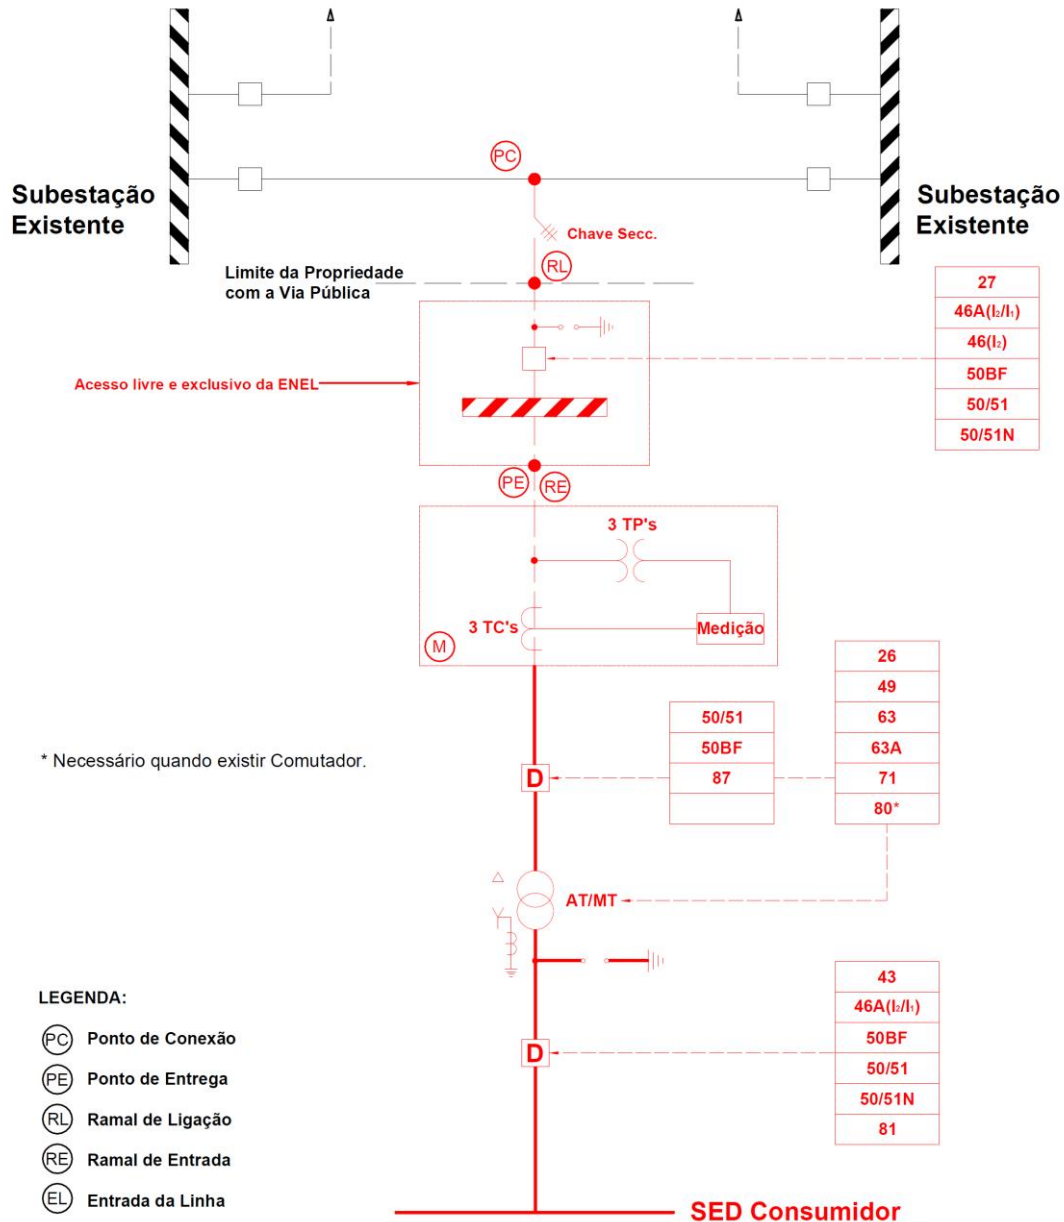 PC
Subestação
Existente
Subestação
Existente
Chave Secc.
RL
Limite da Propriedade
com a Via Pública
27
46A(I₂/I₁)
46(I₂)
50BF
50/51
50/51N
Acesso livre e exclusivo da ENEL
PE
RE
3 TP's
3 TC's
Medição
M
26
49
63
63A
71
80*
50/51
50BF
87
* Necessário quando existir Comutador.
D
AT/MT
43
46A(I₂/I₁)
50BF
50/51
50/51N
81
D
LEGENDA:
PC Ponto de Conexão
PE Ponto de Entrega
RL Ramal de Ligação
RE Ramal de Entrada
EL Entrada da Linha
SED Consumidor